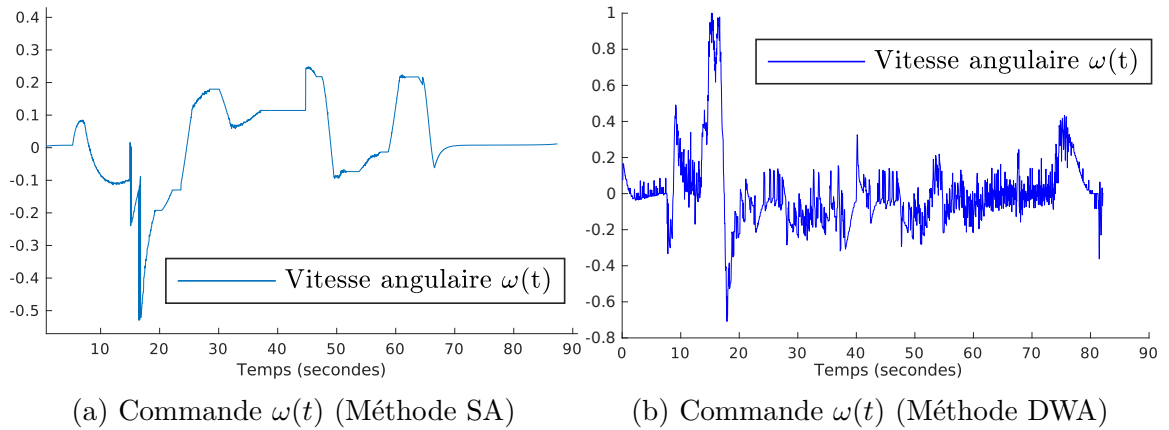 0.4
0.3
0.2
0.1
0
-0.1
-0.2
-0.3
-0.4
-0.5
Vitesse angulaire ω(t)
10 20 30 40 50 60 70 80 90
Temps (secondes)
(a) Commande ω(t) (Méthode SA)
1
0.8
0.6
0.4
0.2
0
-0.2
-0.4
-0.6
-0.8
Vitesse angulaire ω(t)
0 10 20 30 40 50 60 70 80 90
Temps (secondes)
(b) Commande ω(t) (Méthode DWA)